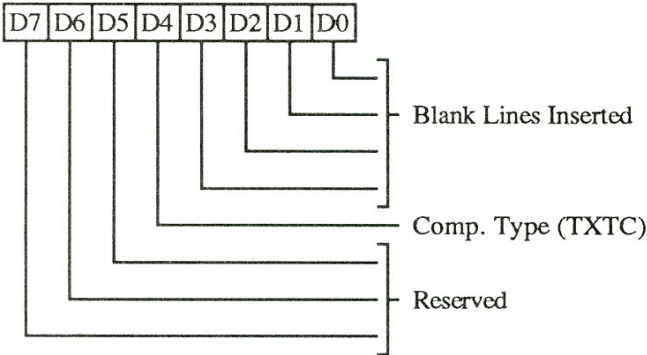 D7 D6 D5 D4 D3 D2 D1 D0
Blank Lines Inserted
Comp. Type (TXTC)
Reserved